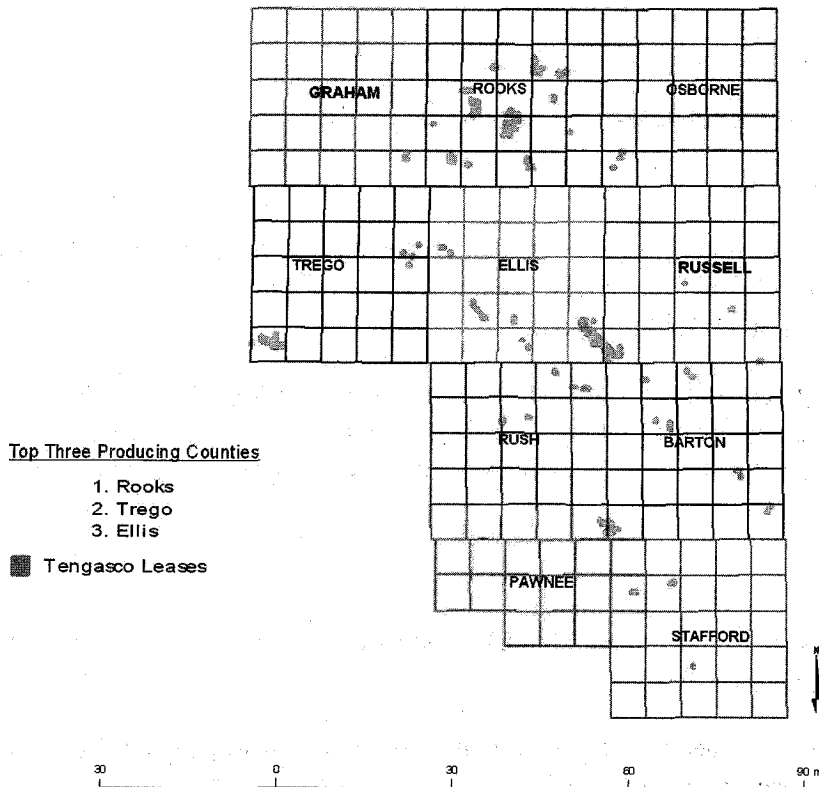 GRAHAM ROOKS OSBORNE
TREGO ELLIS RUSSELL
RUSH BARTON
Top Three Producing Counties
1. Rooks
2. Trego
3. Ellis
Tengasco Leases
PAWNEE
STAFFORD
30 0 30 60 90 m